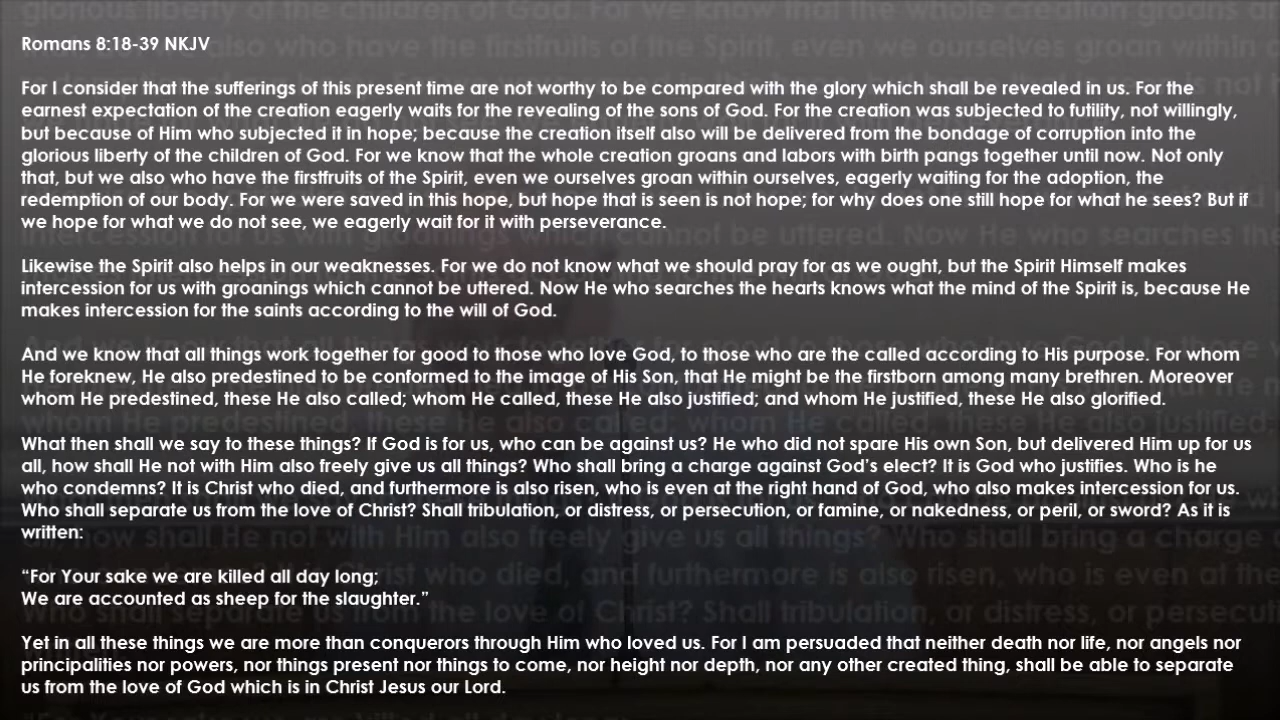 Romans 8:18-39 NKJV
For I consider that the sufferings of this present time are not worthy to be compared with the glory which shall be revealed in us. For the
earnest expectation of the creation eagerly waits for the revealing of the sons of God. For the creation was subjected to futility, not willingly,
but because of Him who subjected it in hope; because the creation itself also will be delivered from the bondage of corruption into the
glorious liberty of the children of God. For we know that the whole creation groans and labors with birth pangs together until now. Not only
that, but we also who have the firstfruits of the Spirit, even we ourselves groan within ourselves, eagerly waiting for the adoption, the
redemption of our body. For we were saved in this hope, but hope that is seen is not hope; for why does one still hope for what he sees? But if
we hope for what we do not see, we eagerly wait for it with perseverance.
Likewise the Spirit also helps in our weaknesses. For we do not know what we should pray for as we ought, but the Spirit Himself makes
intercession for us with groanings which cannot be uttered. Now He who searches the hearts knows what the mind of the Spirit is, because He
makes intercession for the saints according to the will of God.
And we know that all things work together for good to those who love God, to those who are the called according to His purpose. For whom
He foreknew, He also predestined to be conformed to the image of His Son, that He might be the firstborn among many brethren. Moreover
whom He predestined, these He also called; whom He called, these He also justified; and whom He justified, these He also glorified.
What then shall we say to these things? If God is for us, who can be against us? He who did not spare His own Son, but delivered Him up for us
all, how shall He not with Him also freely give us all things? Who shall bring a charge against God's elect? It is God who justifies. Who is he
who condemns? It is Christ who died, and furthermore is also risen, who is even at the right hand of God, who also makes intercession for us.
Who shall separate us from the love of Christ? Shall tribulation, or distress, or persecution, or famine, or nakedness, or peril, or sword? As it is
written:
“For Your sake we are killed all day long;
We are accounted as sheep for the slaughter.”
Yet in all these things we are more than conquerors through Him who loved us. For I am persuaded that neither death nor life, nor angels nor
principalities nor powers, nor things present nor things to come, nor height nor depth, nor any other created thing, shall be able to separate
us from the love of God which is in Christ Jesus our Lord.